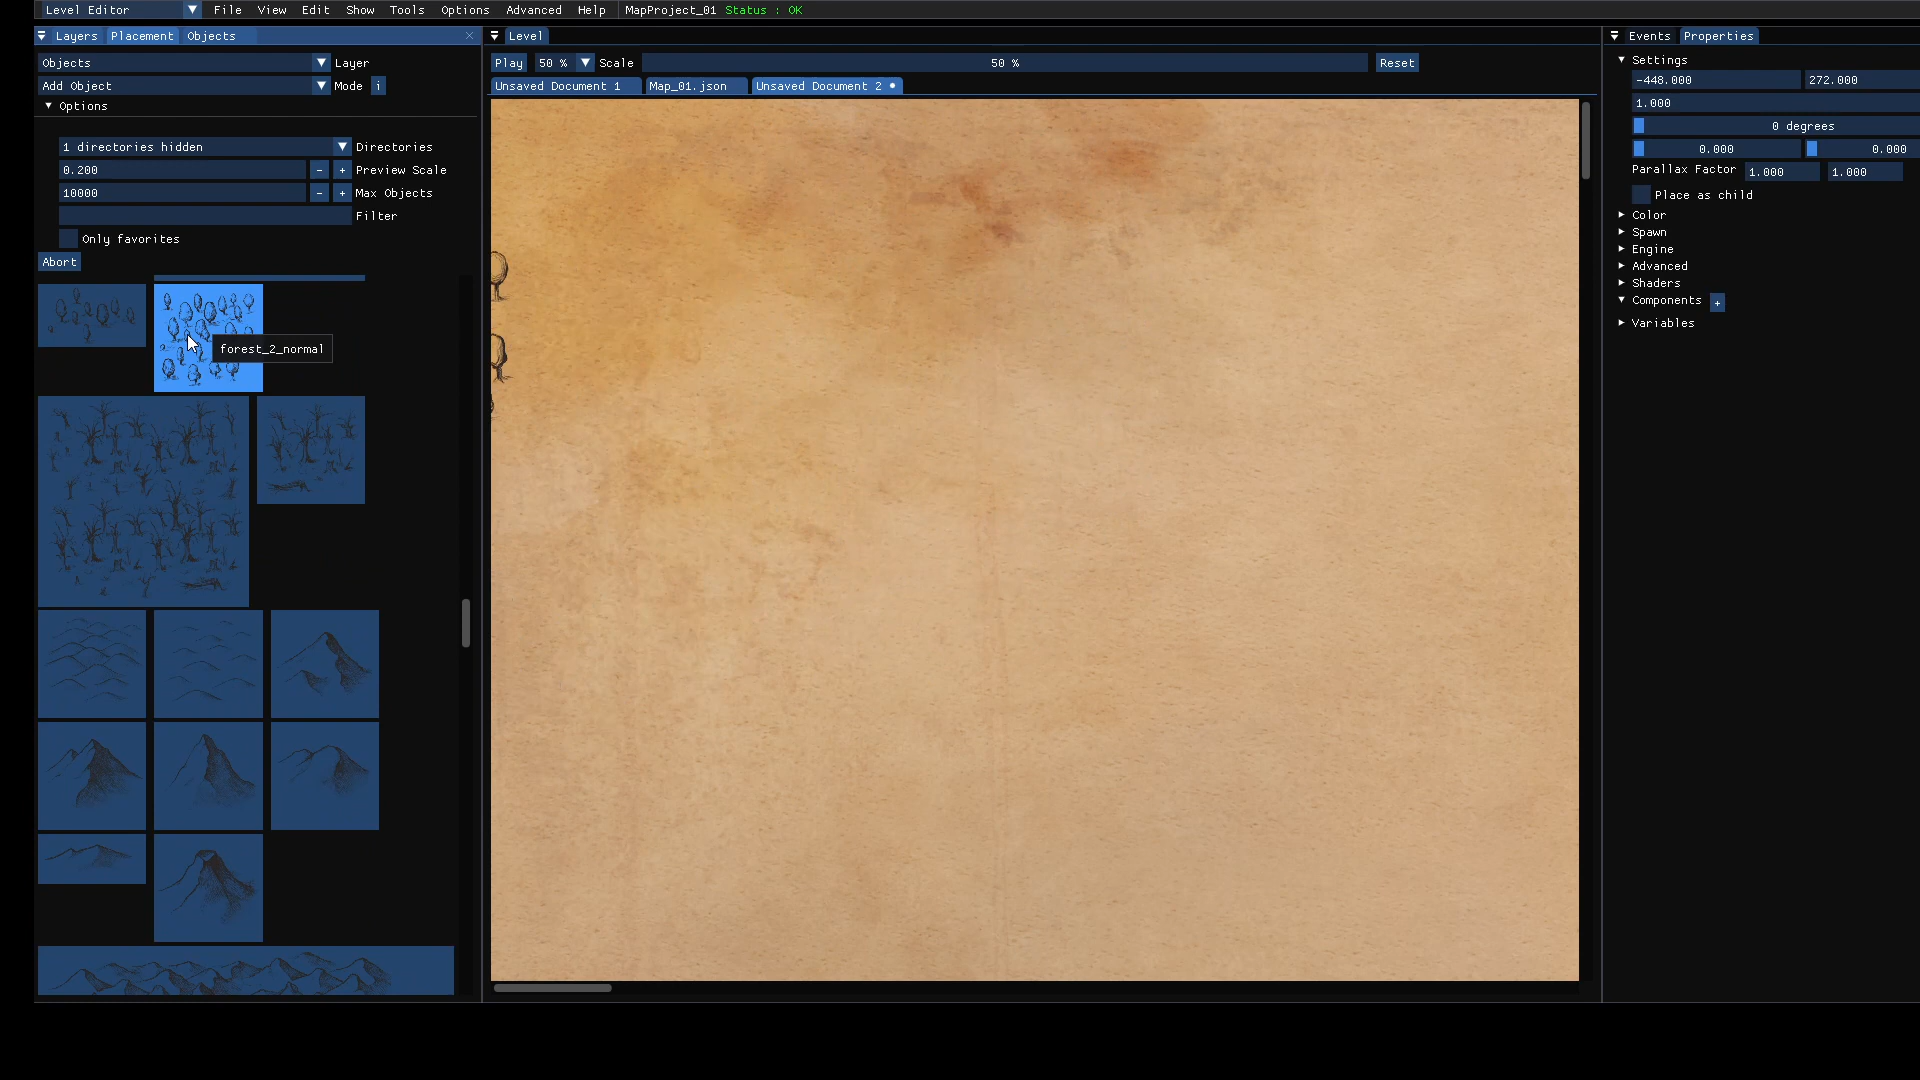 Level Editor File View Edit Show Tools Options Advanced Help MapProject_01 Status : OK
Layers Placement Objects
Objects Layer
Add Object Mode i
Options
1 directories hidden Directories
0.200 - + Preview Scale
10000 - + Max Objects
Filter
Only favorites
Abort
forest_2_normal
Level
Play 50 % Scale 50 % Reset
Unsaved Document 1 Map_01.json Unsaved Document 2
Events Properties
Settings
-448.000 272.000
1.000
0 degrees
0.000 0.000
Parallax Factor 1.000 1.000
Place as child
Color
Spawn
Engine
Advanced
Shaders
Components +
Variables